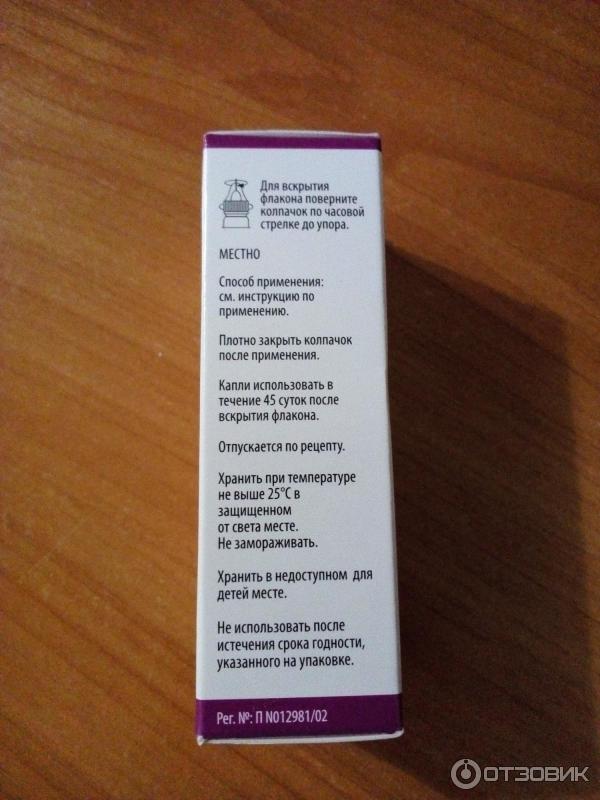 Для вскрытия
флакона поверните
колпачок по часовой
стрелке до упора.
МЕСТНО
Способ применения:
см. инструкцию по
применению.
Плотно закрыть колпачок
после применения.
Капли использовать в
течение 45 суток после
вскрытия флакона.
Отпускается по рецепту.
Хранить при температуре
не выше 25°С в
защищенном
от света месте.
Не замораживать.
Хранить в недоступном для
детей месте.
Не использовать после
истечения срока годности,
указанного на упаковке.
Рег. №: П N012981/02
ОТЗОВИК